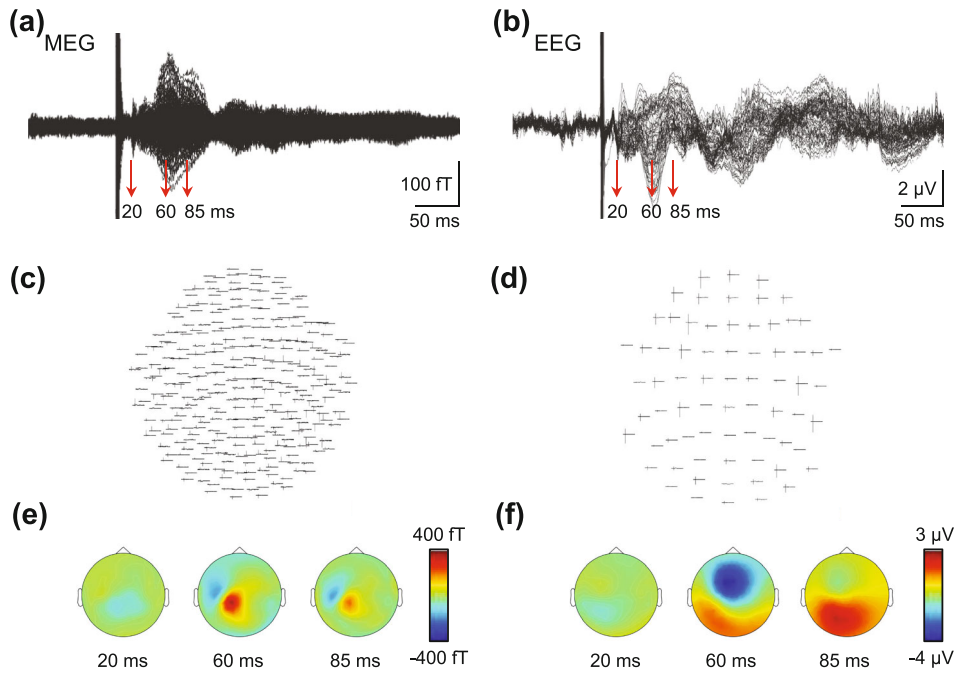 (a)
MEG
20
60
85 ms
100 fT
50 ms
(b)
EEG
20
60
85 ms
2 µV
50 ms
(c)
(d)
(e)
20 ms
60 ms
85 ms
400 fT
-400 fT
(f)
20 ms
60 ms
85 ms
3 µV
-4 µV